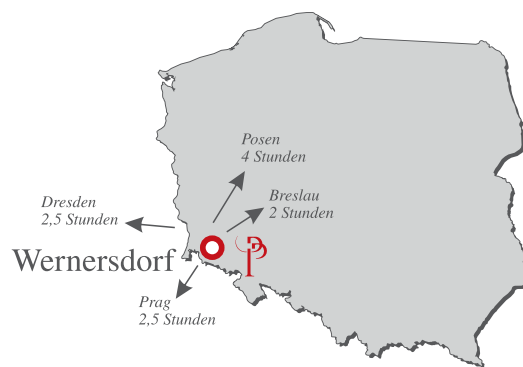 Posen
4 Stunden
Breslau
2 Stunden
Dresden
2,5 Stunden
Wernersdorf
Prag
2,5 Stunden